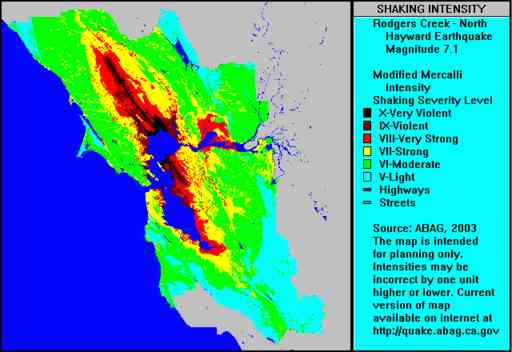 SHAKING INTENSITY
Rodgers Creek - North
Hayward Earthquake
Magnitude 7.1
Modified Mercalli
Intensity
Shaking Severity Level
X-Very Violent
IX-Violent
VIII-Very Strong
VII-Strong
VI-Moderate
V-Light
Highways
Streets
Source: ABAG, 2003
The map is intended
for planning only.
Intensities may be
incorrect by one unit
higher or lower. Current
version of map
available on Internet at
http://quake.abag.ca.gov